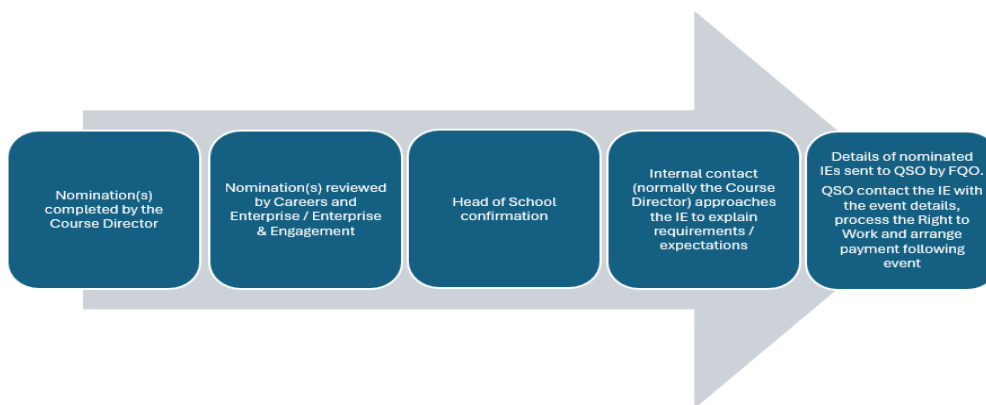 Nomination(s)
completed by the
Course Director
Nomination(s) reviewed
by Careers and
Enterprise / Enterprise
& Engagement
Head of School
confirmation
Internal contact
(normally the Course
Director) approaches
the IE to explain
requirements /
expectations
Details of nominated
IEs sent to QSO by FQO.
QSO contact the IE with
the event details,
process the Right to
Work and arrange
payment following
event